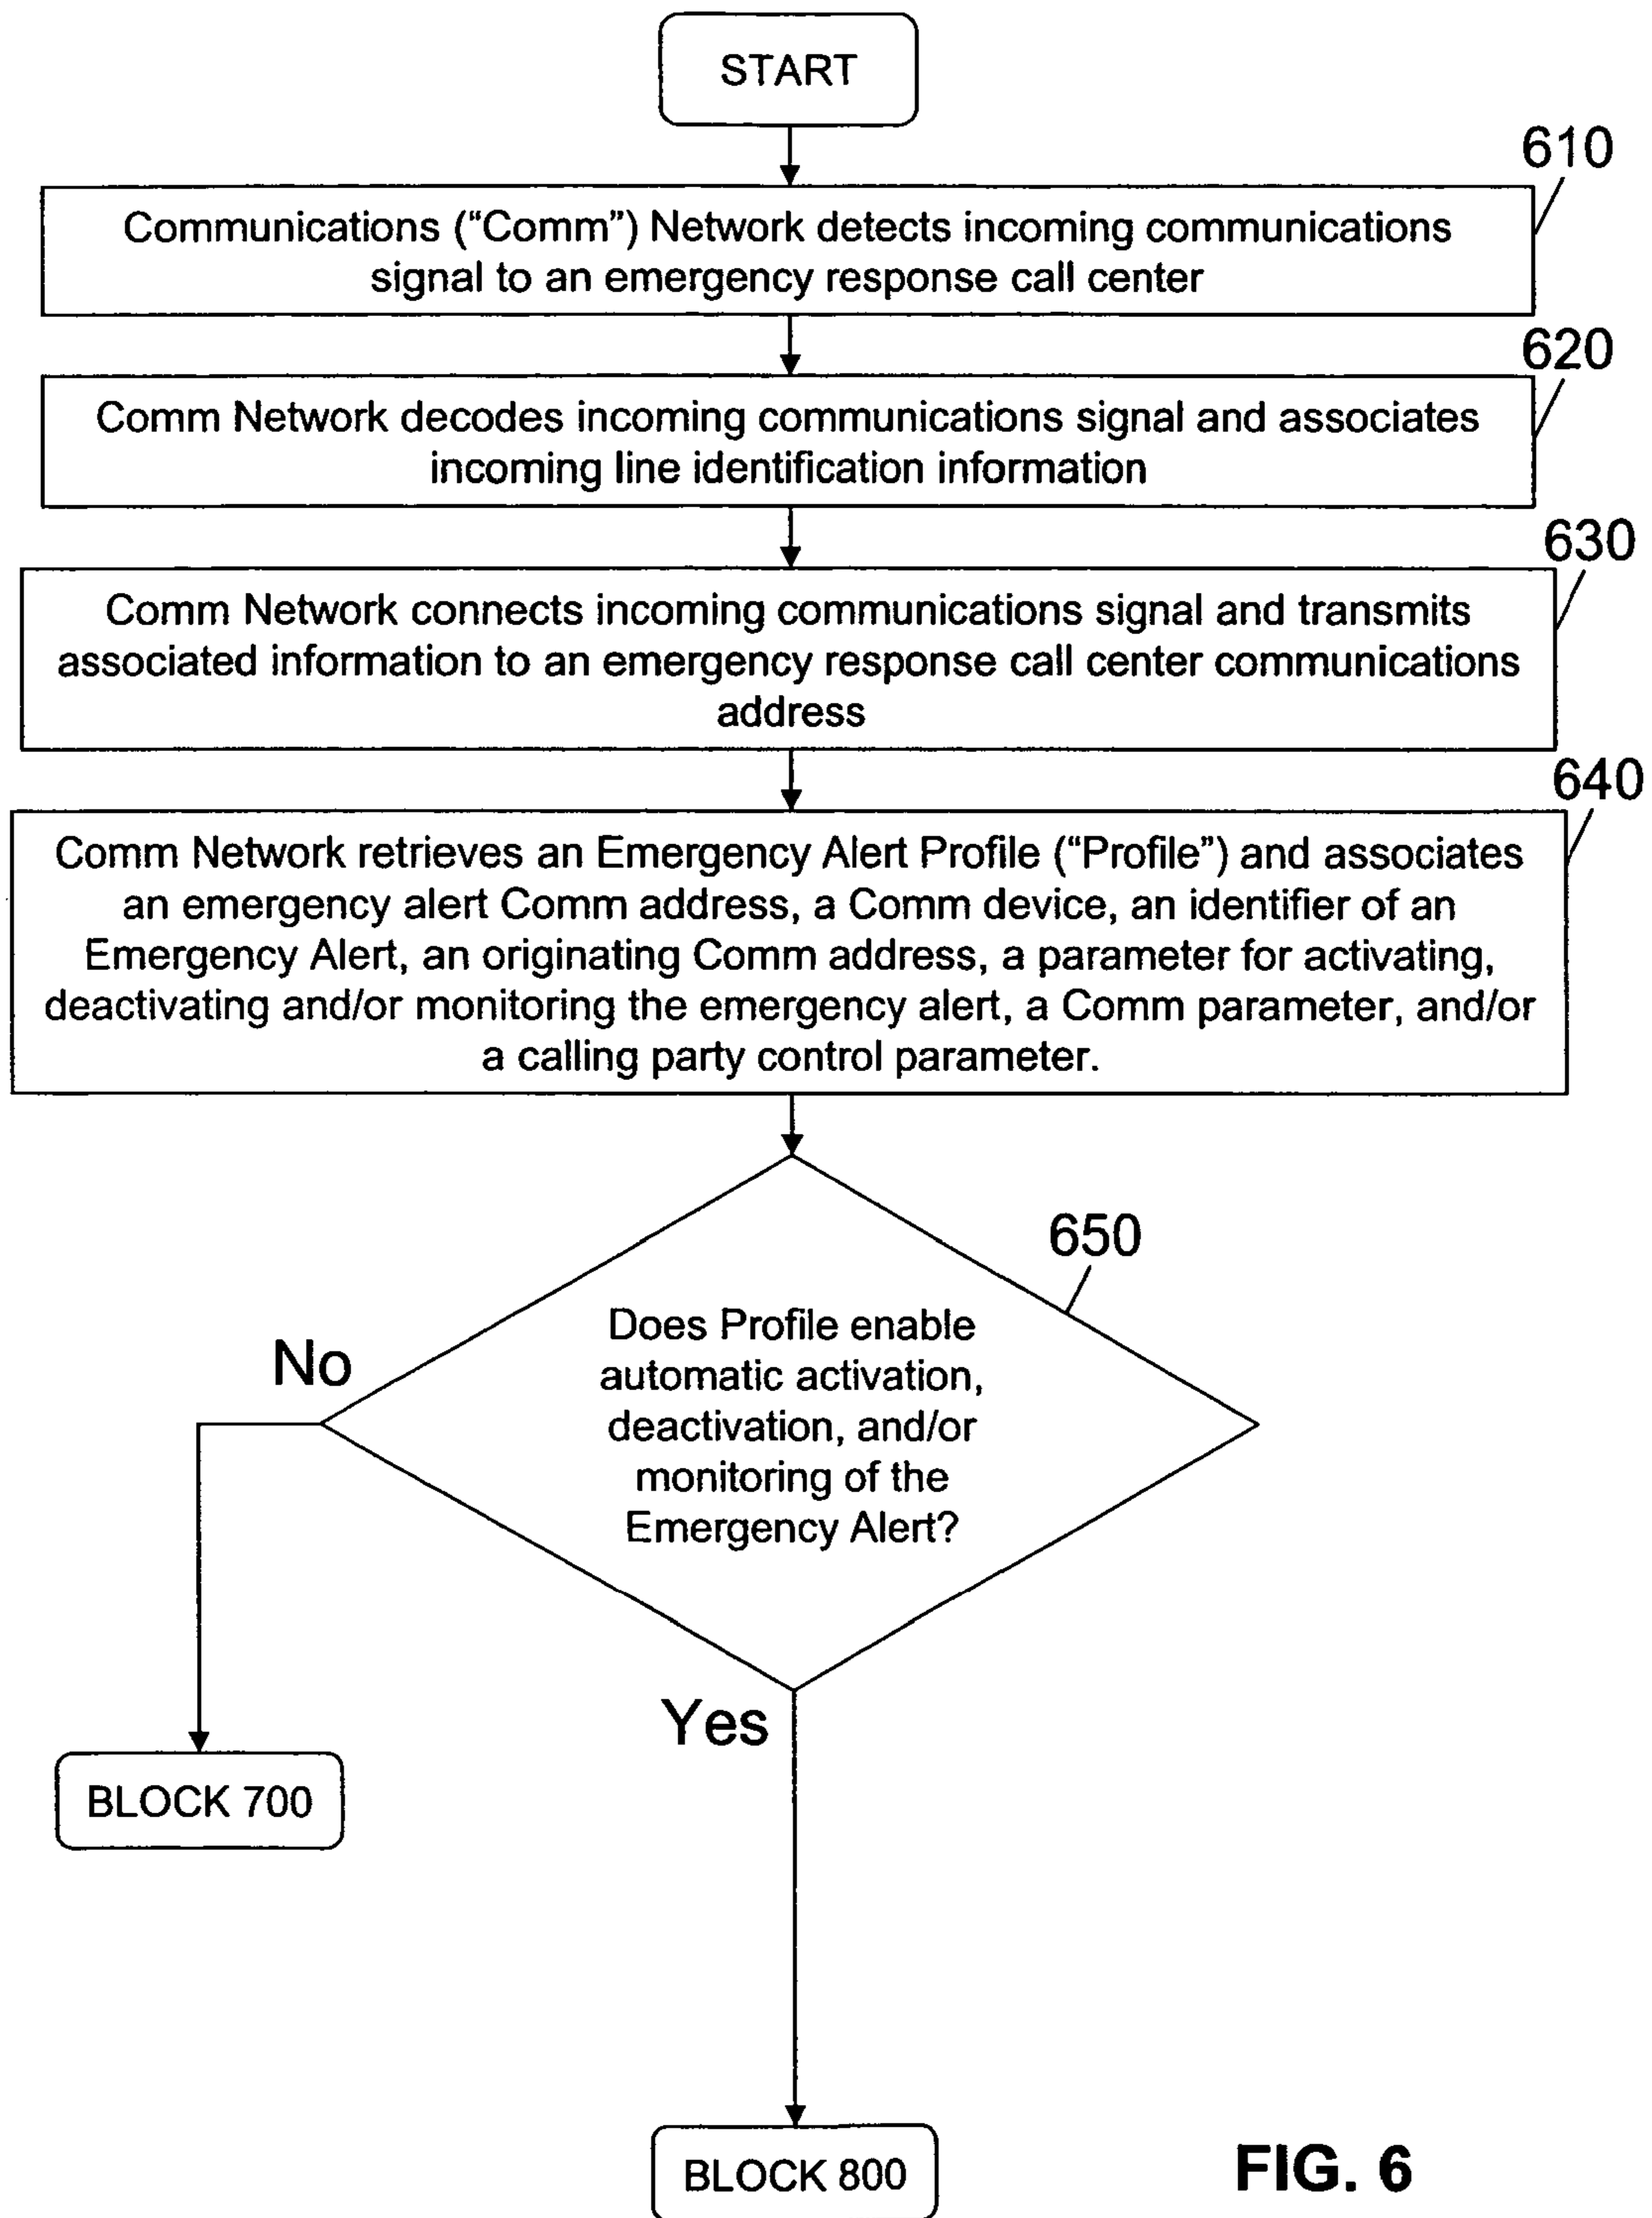 START
610
Communications (“Comm”) Network detects incoming communications
signal to an emergency response call center
620
Comm Network decodes incoming communications signal and associates
incoming line identification information
630
Comm Network connects incoming communications signal and transmits
associated information to an emergency response call center communications
address
640
Comm Network retrieves an Emergency Alert Profile (“Profile”) and associates
an emergency alert Comm address, a Comm device, an identifier of an
Emergency Alert, an originating Comm address, a parameter for activating,
deactivating and/or monitoring the emergency alert, a Comm parameter, and/or
a calling party control parameter.
650
Does Profile enable
automatic activation,
deactivation, and/or
monitoring of the
Emergency Alert?
No
Yes
BLOCK 700
BLOCK 800
FIG. 6